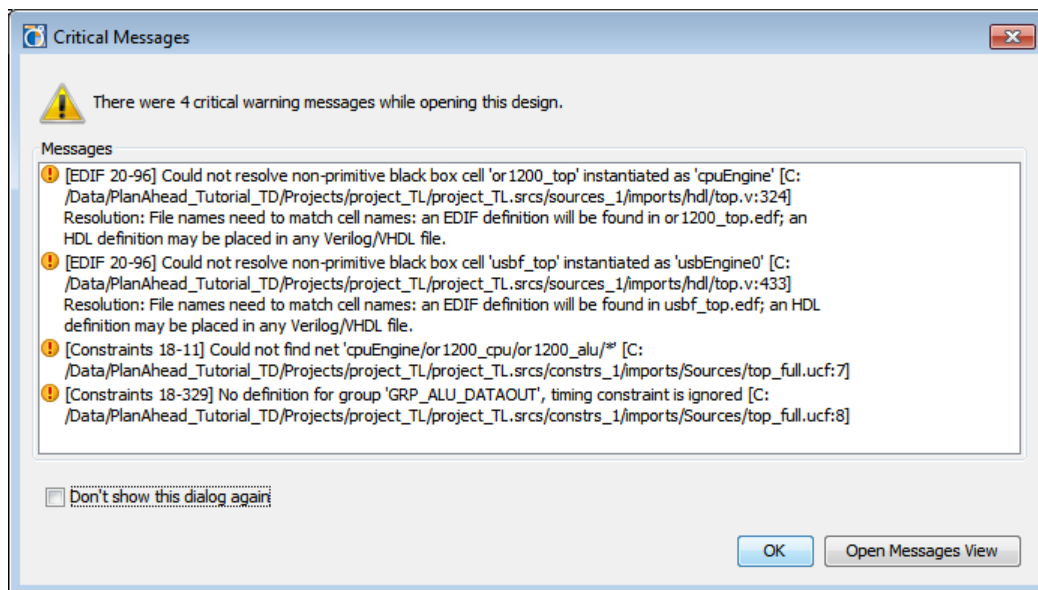 Critical Messages
There were 4 critical warning messages while opening this design.
Messages
[EDIF 20-96] Could not resolve non-primitive black box cell 'or1200_top' instantiated as 'cpuEngine' [C:
/Data/PlanAhead_Tutorial_TD/Projects/project_TL/project_TL.srcs/sources_1/imports/hdl/top.v:324]
Resolution: File names need to match cell names: an EDIF definition will be found in or1200_top.edf; an
HDL definition may be placed in any Verilog/VHDL file.
[EDIF 20-96] Could not resolve non-primitive black box cell 'usbf_top' instantiated as 'usbEngine0' [C:
/Data/PlanAhead_Tutorial_TD/Projects/project_TL/project_TL.srcs/sources_1/imports/hdl/top.v:433]
Resolution: File names need to match cell names: an EDIF definition will be found in usbf_top.edf; an HDL
definition may be placed in any Verilog/VHDL file.
[Constraints 18-11] Could not find net 'cpuEngine/or1200_cpu/or1200_alu/*' [C:
/Data/PlanAhead_Tutorial_TD/Projects/project_TL/project_TL.srcs/constrs_1/imports/Sources/top_full.ucf:7]
[Constraints 18-329] No definition for group 'GRP_ALU_DATAOUT', timing constraint is ignored [C:
/Data/PlanAhead_Tutorial_TD/Projects/project_TL/project_TL.srcs/constrs_1/imports/Sources/top_full.ucf:8]
Don't show this dialog again
OK
Open Messages View